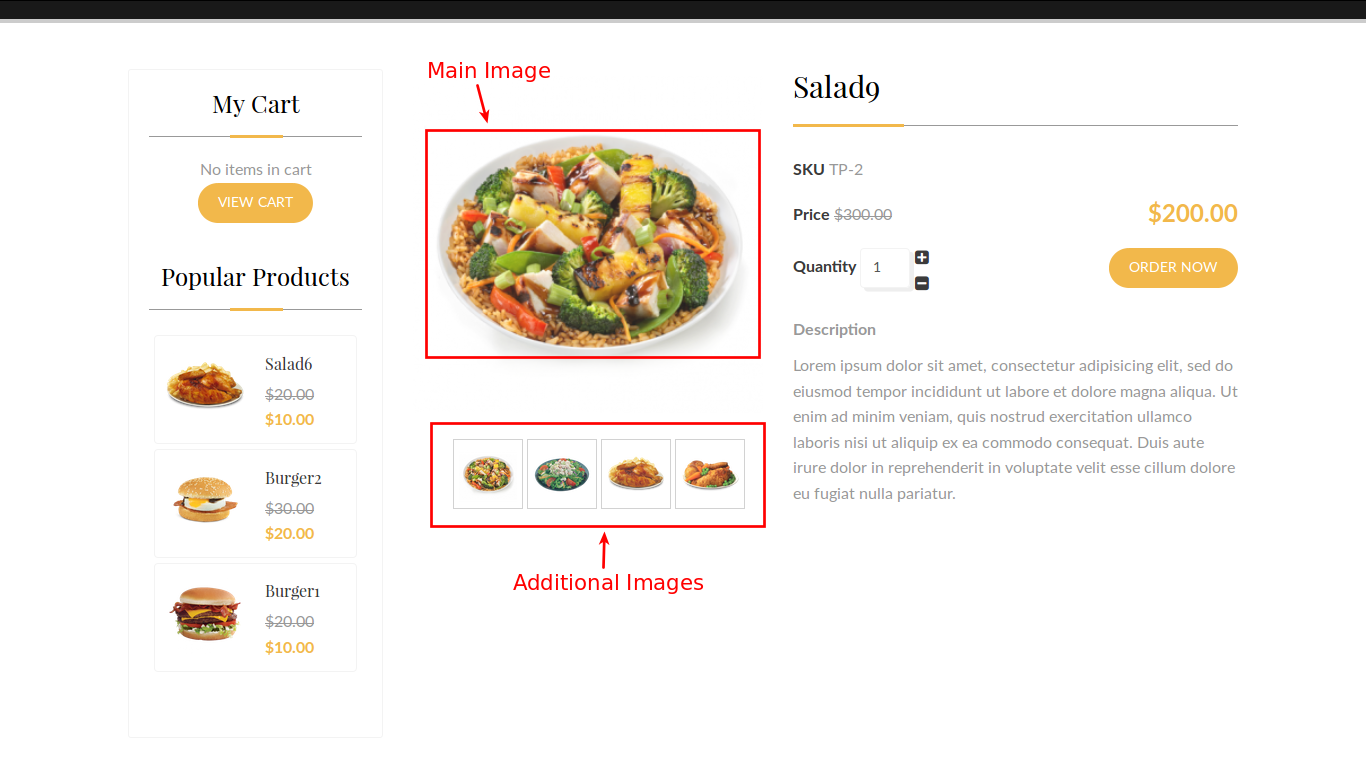 Main Image
My Cart
No items in cart
VIEW CART
Popular Products
Salad6
$20.00
$10.00
Burger2
$30.00
$20.00
Burger1
$20.00
$10.00
Additional Images
Salad9
SKU TP-2
Price $300.00 $200.00
Quantity 1 ORDER NOW
Description
Lorem ipsum dolor sit amet, consectetur adipisicing elit, sed do
eiusmod tempor incididunt ut labore et dolore magna aliqua. Ut
enim ad minim veniam, quis nostrud exercitation ullamco
laboris nisi ut aliquip ex ea commodo consequat. Duis aute
irure dolor in reprehenderit in voluptate velit esse cillum dolore
eu fugiat nulla pariatur.